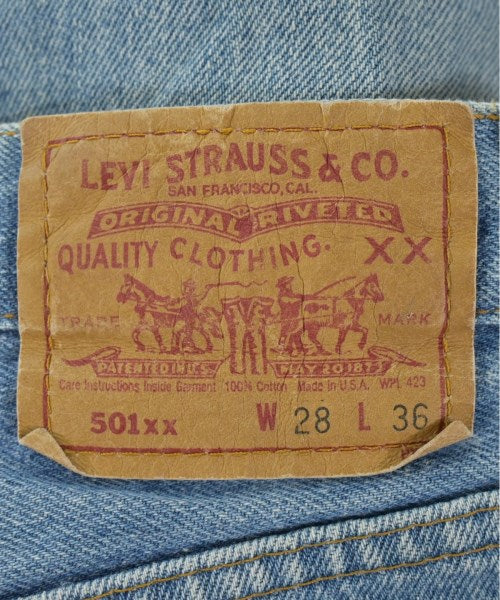 LEVI STRAUSS & CO.
SAN FRANCISCO, CAL.
ORIGINAL RIVETED
QUALITY CLOTHING. XX
TRADE MARK
PATENTED IN U.S. MAY 20 1873
Care Instructions Inside Garment 100% Cotton Made in U.S.A. WPL 423
501xx W 28 L 36